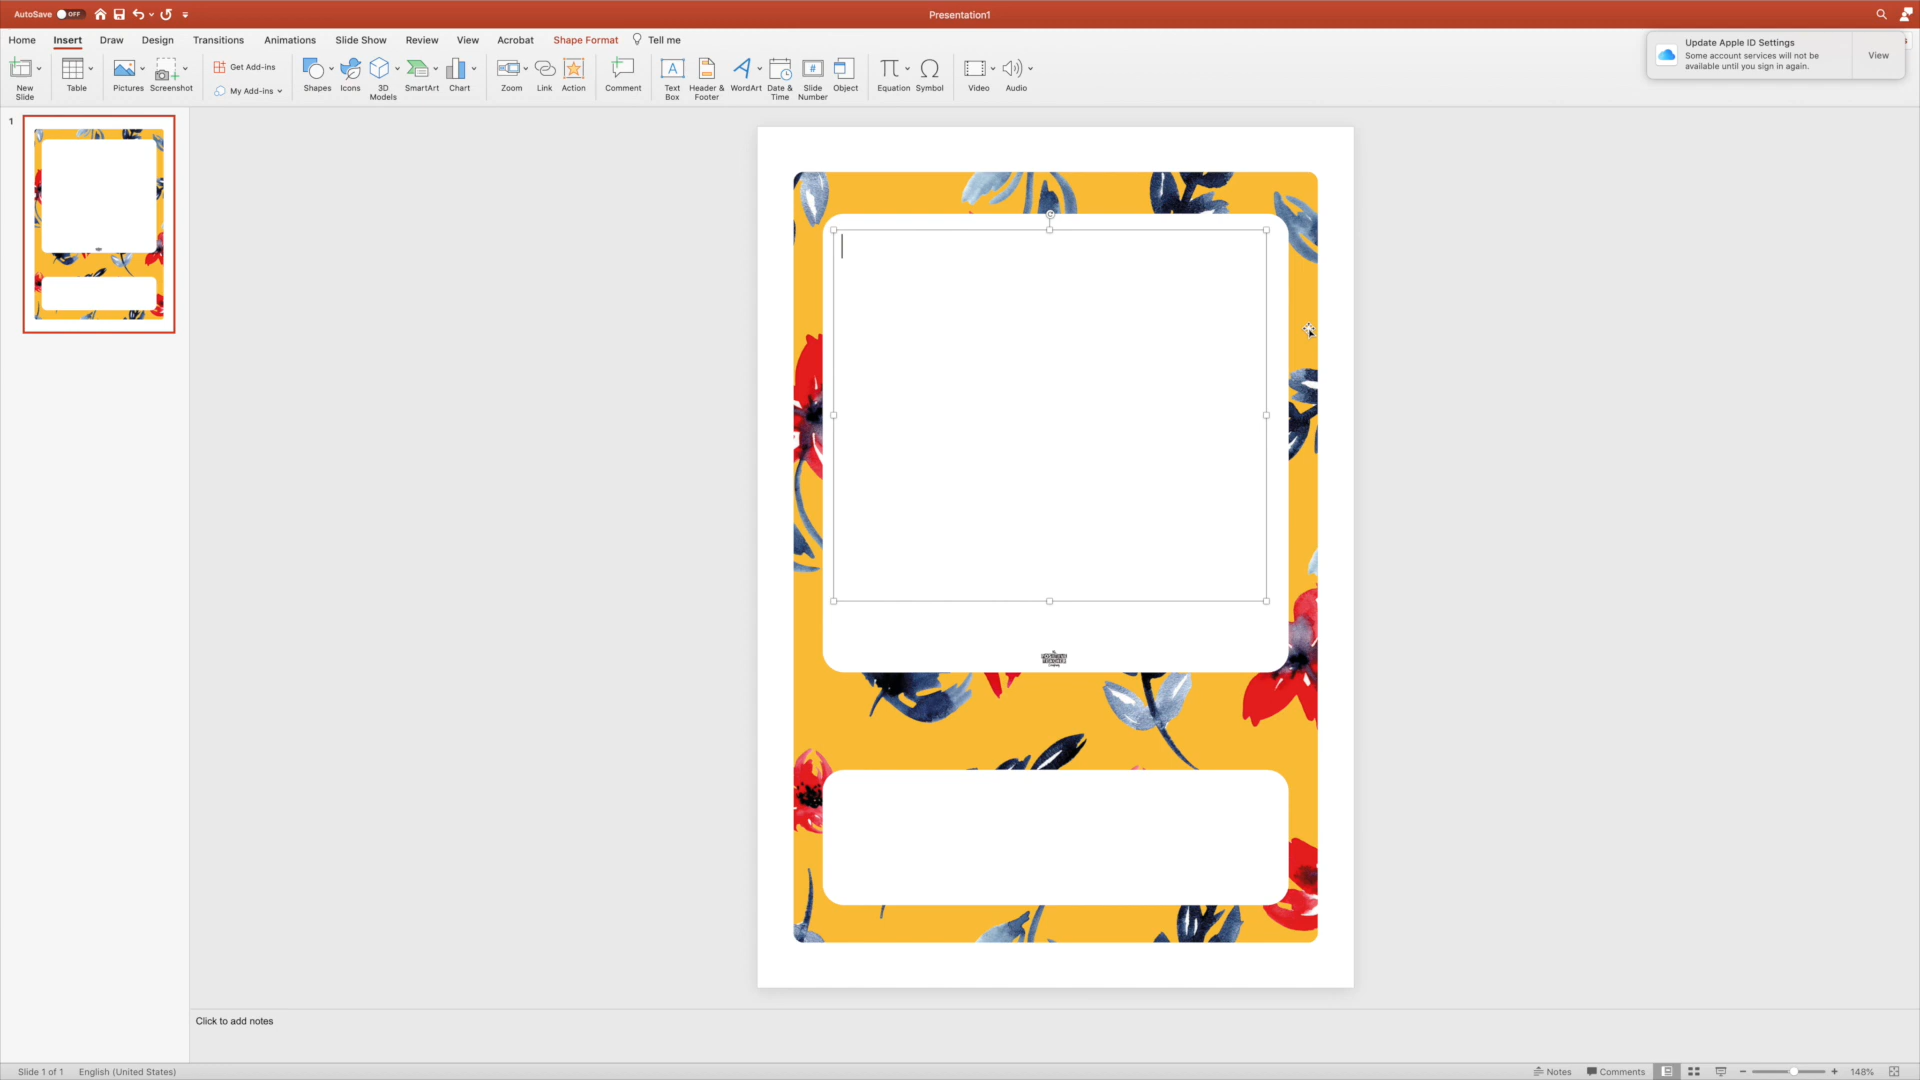 AutoSave OFF
Presentation1
Home Insert Draw Design Transitions Animations Slide Show Review View Acrobat Shape Format Tell me
Update Apple ID Settings
Some account services will not be available until you sign in again.
View
New Slide
Table
Pictures
Screenshot
Get Add-ins
My Add-ins
Shapes
Icons
3D Models
SmartArt
Chart
Zoom
Link
Action
Comment
Text Box
Header & Footer
WordArt
Date & Time
Slide Number
Object
Equation
Symbol
Video
Audio
1
Click to add notes
Slide 1 of 1
English (United States)
Notes
Comments
148%